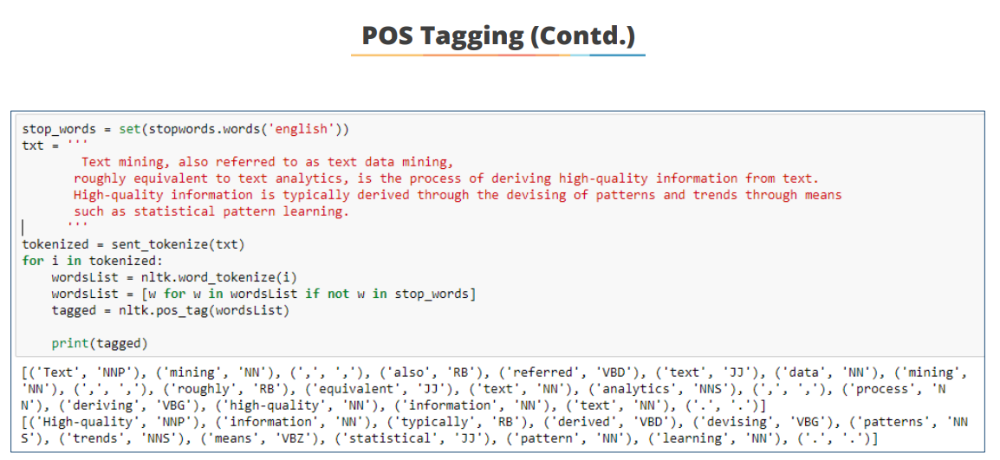 POS Tagging (Contd.)
stop_words = set(stopwords.words('english'))
txt = '''
        Text mining, also referred to as text data mining,
       roughly equivalent to text analytics, is the process of deriving high-quality information from text.
       High-quality information is typically derived through the devising of patterns and trends through means
       such as statistical pattern learning.
      '''
tokenized = sent_tokenize(txt)
for i in tokenized:
    wordsList = nltk.word_tokenize(i)
    wordsList = [w for w in wordsList if not w in stop_words]
    tagged = nltk.pos_tag(wordsList)
    print(tagged)
[('Text', 'NNP'), ('mining', 'NN'), (',', ','), ('also', 'RB'), ('referred', 'VBD'), ('text', 'JJ'), ('data', 'NN'), ('mining',
'NN'), (',', ','), ('roughly', 'RB'), ('equivalent', 'JJ'), ('text', 'NN'), ('analytics', 'NNS'), (',', ','), ('process', 'N
N'), ('deriving', 'VBG'), ('high-quality', 'NN'), ('information', 'NN'), ('text', 'NN'), ('.', '.')]
[('High-quality', 'NNP'), ('information', 'NN'), ('typically', 'RB'), ('derived', 'VBD'), ('devising', 'VBG'), ('patterns', 'NN
S'), ('trends', 'NNS'), ('means', 'VBZ'), ('statistical', 'JJ'), ('pattern', 'NN'), ('learning', 'NN'), ('.', '.')]